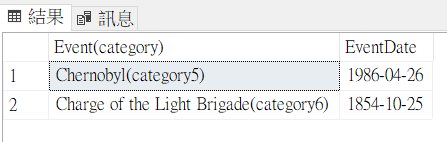 結果 訊息
Event(category) EventDate
1 Chernobyl(category5) 1986-04-26
2 Charge of the Light Brigade(category6) 1854-10-25